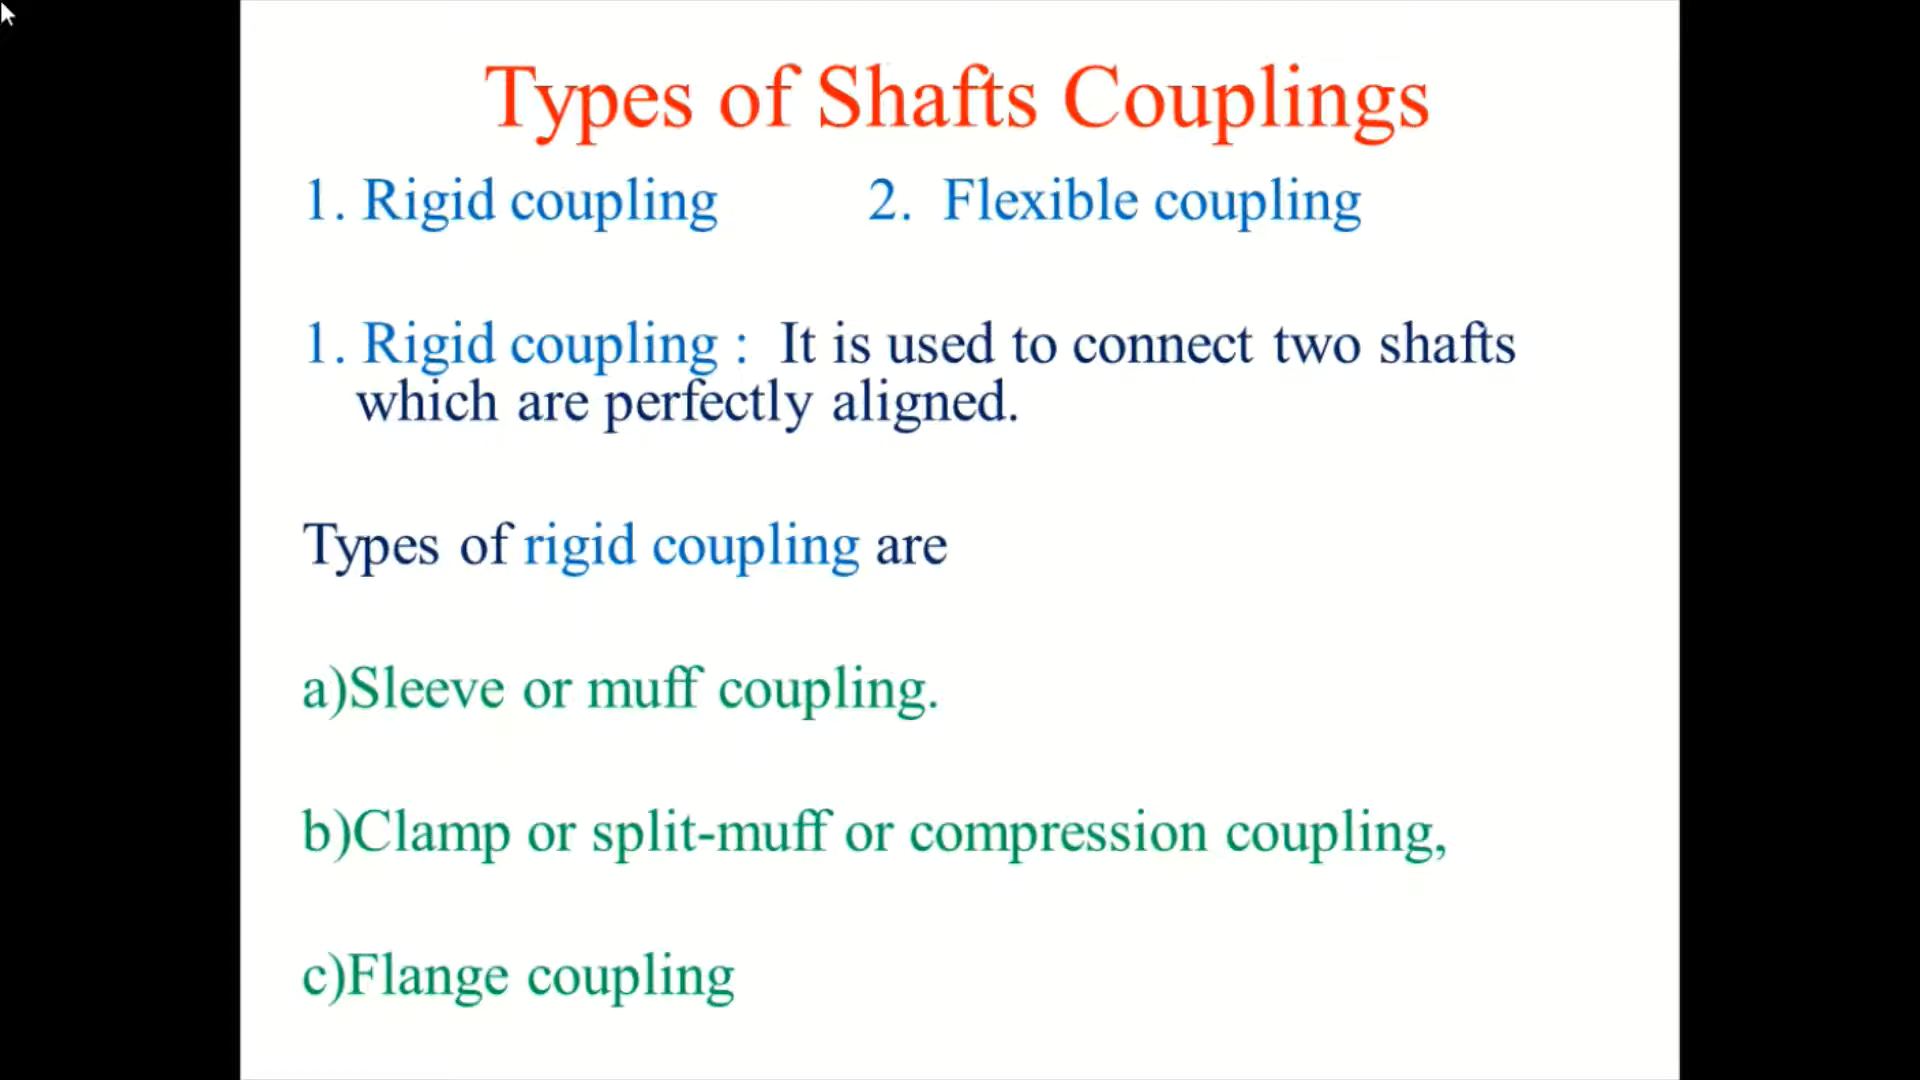 Types of Shafts Couplings
1. Rigid coupling 2. Flexible coupling
1. Rigid coupling : It is used to connect two shafts
which are perfectly aligned.
Types of rigid coupling are
a)Sleeve or muff coupling.
b)Clamp or split-muff or compression coupling,
c)Flange coupling